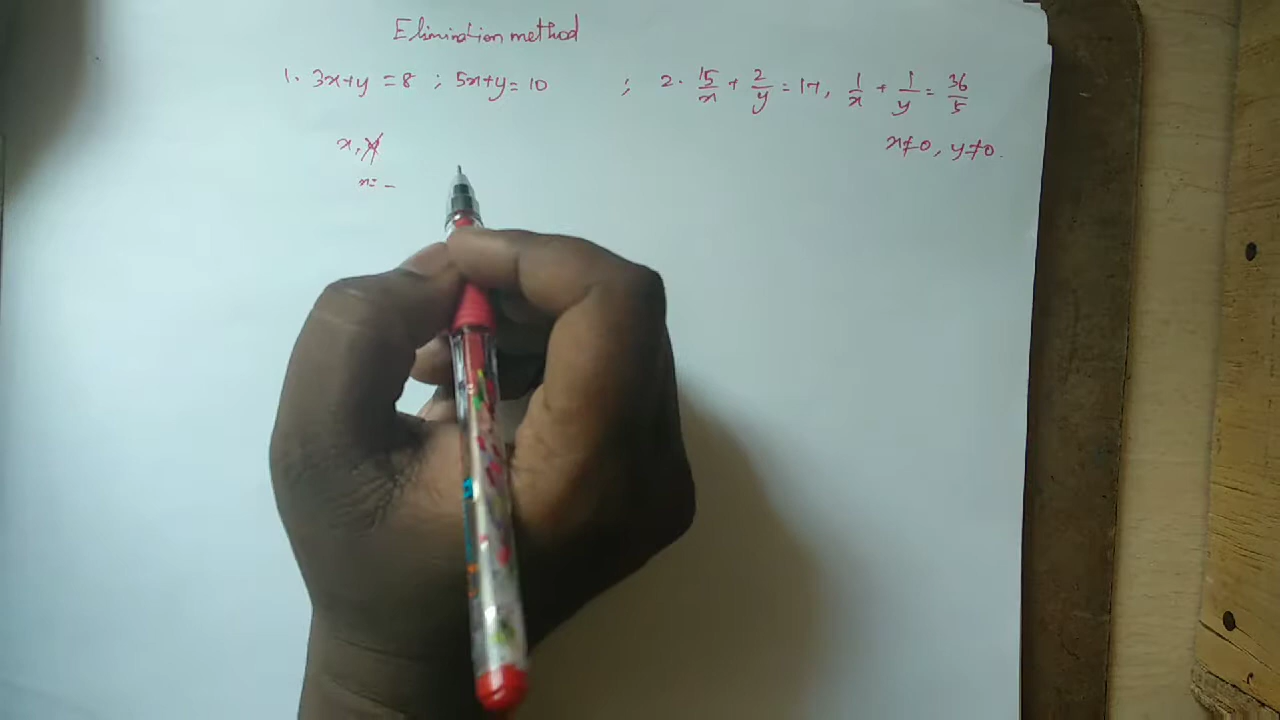 Elimination method
1. 3x+y = 8 ; 5x+y = 10 ; 2. 15/x + 2/y = 17, 1/x + 1/y = 36/5
x, y x≠0, y≠0.
x= –